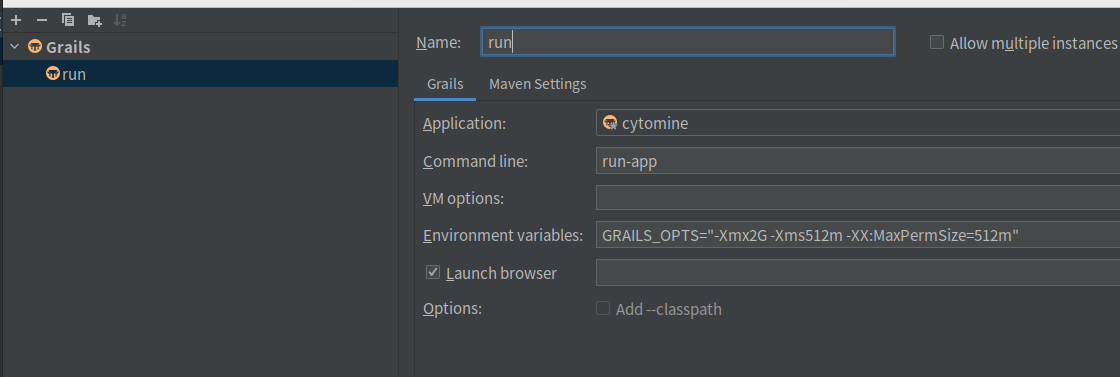 Grails
run
Name: run
Allow multiple instances
Grails Maven Settings
Application: cytomine
Command line: run-app
VM options:
Environment variables: GRAILS_OPTS="-Xmx2G -Xms512m -XX:MaxPermSize=512m"
Launch browser
Options: Add --classpath